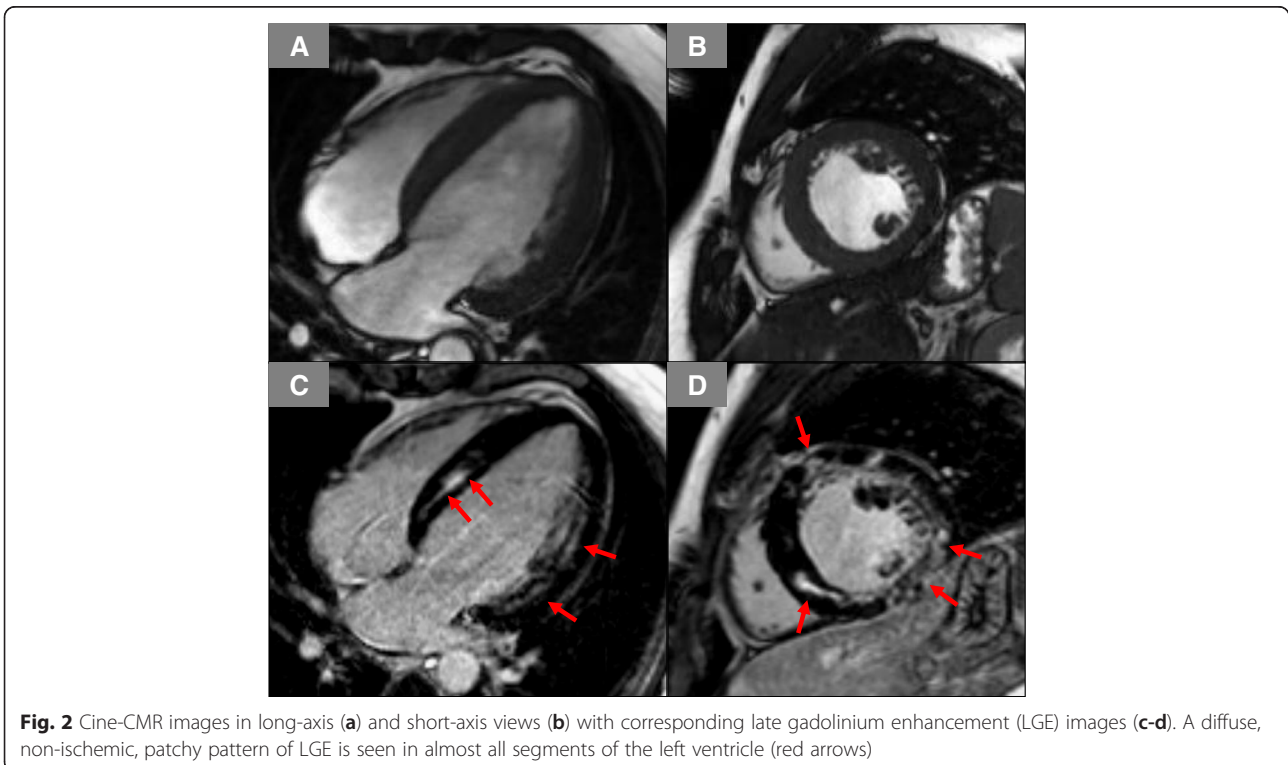 A
B
C
D
Fig. 2 Cine-CMR images in long-axis (a) and short-axis views (b) with corresponding late gadolinium enhancement (LGE) images (c-d). A diffuse,
non-ischemic, patchy pattern of LGE is seen in almost all segments of the left ventricle (red arrows)